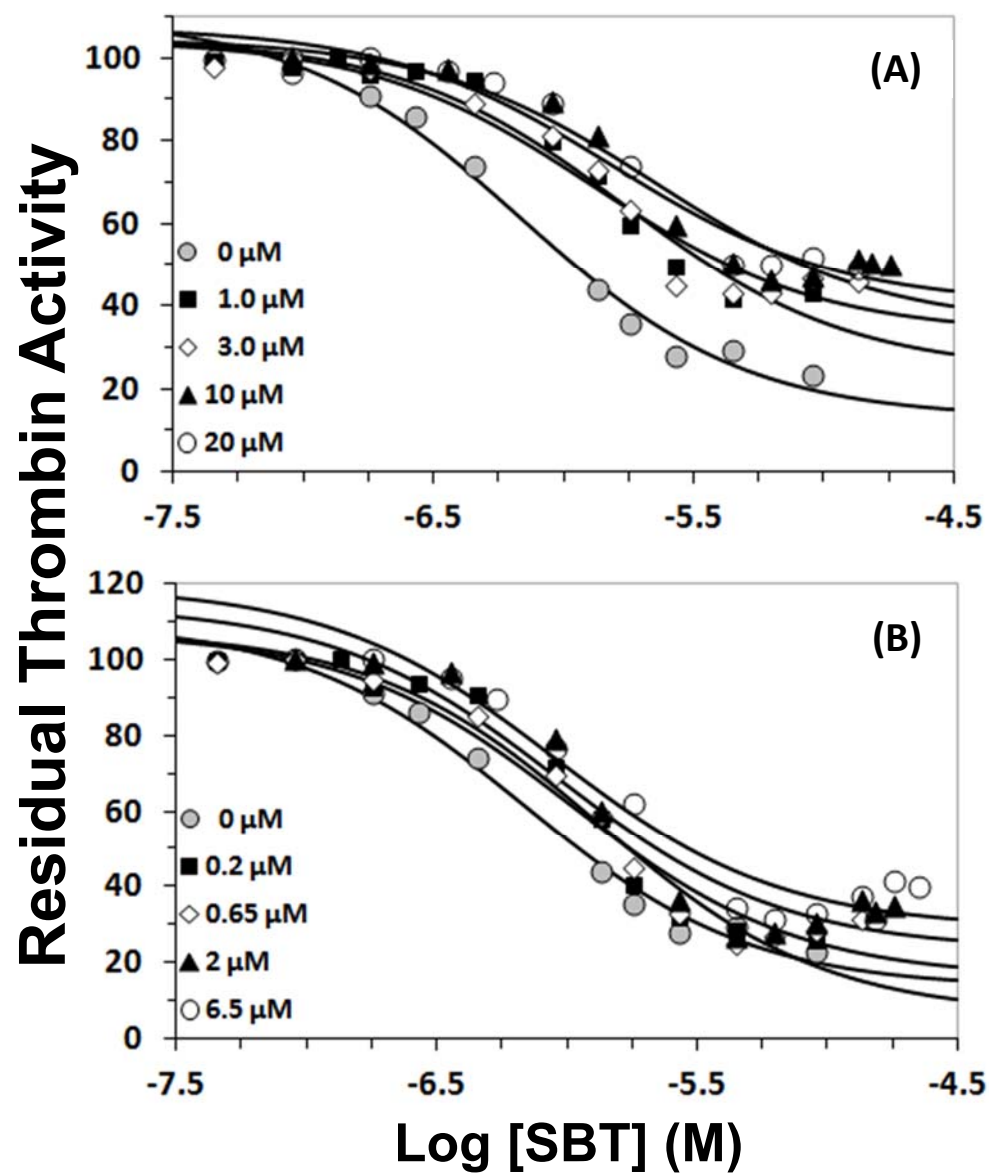 Residual Thrombin Activity
(A)
100
80
60
40
20
0
0 µM
1.0 µM
3.0 µM
10 µM
20 µM
-7.5 -6.5 -5.5 -4.5
(B)
120
100
80
60
40
20
0
0 µM
0.2 µM
0.65 µM
2 µM
6.5 µM
-7.5 -6.5 -5.5 -4.5
Log [SBT] (M)